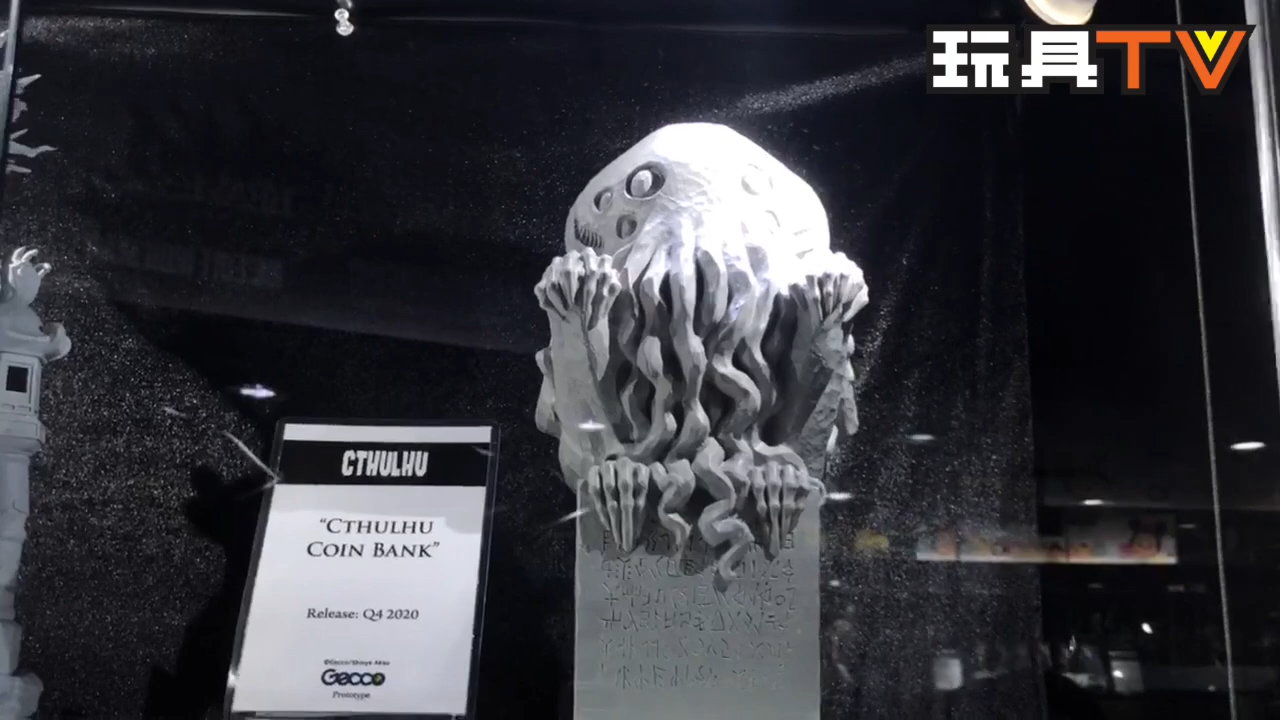 玩具TV
CTHULHU
"CTHULHU
COIN BANK"
Release: Q4 2020
Gecco
Prototype